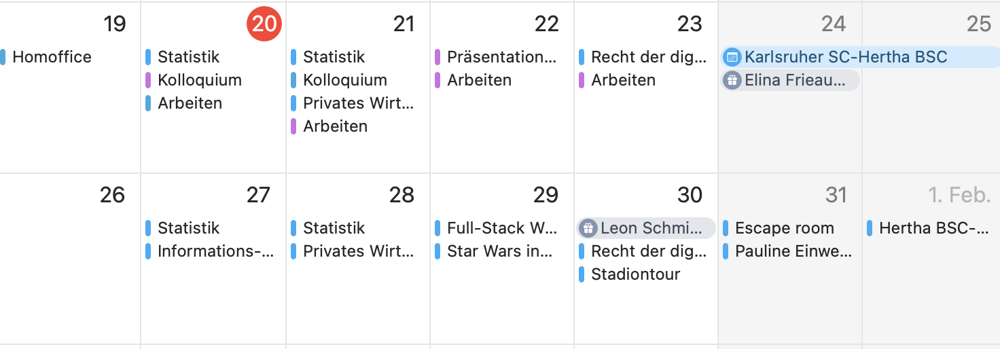 19
Homoffice
20
Statistik
Kolloquium
Arbeiten
21
Statistik
Kolloquium
Privates Wirt...
Arbeiten
22
Präsentation...
Arbeiten
23
Recht der dig...
Arbeiten
24
25
Karlsruher SC-Hertha BSC
Elina Frieau...
26
27
Statistik
Informations-...
28
Statistik
Privates Wirt...
29
Full-Stack W...
Star Wars in...
30
Leon Schmi...
Recht der dig...
Stadiontour
31
Escape room
Pauline Einwe...
1. Feb.
Hertha BSC-...